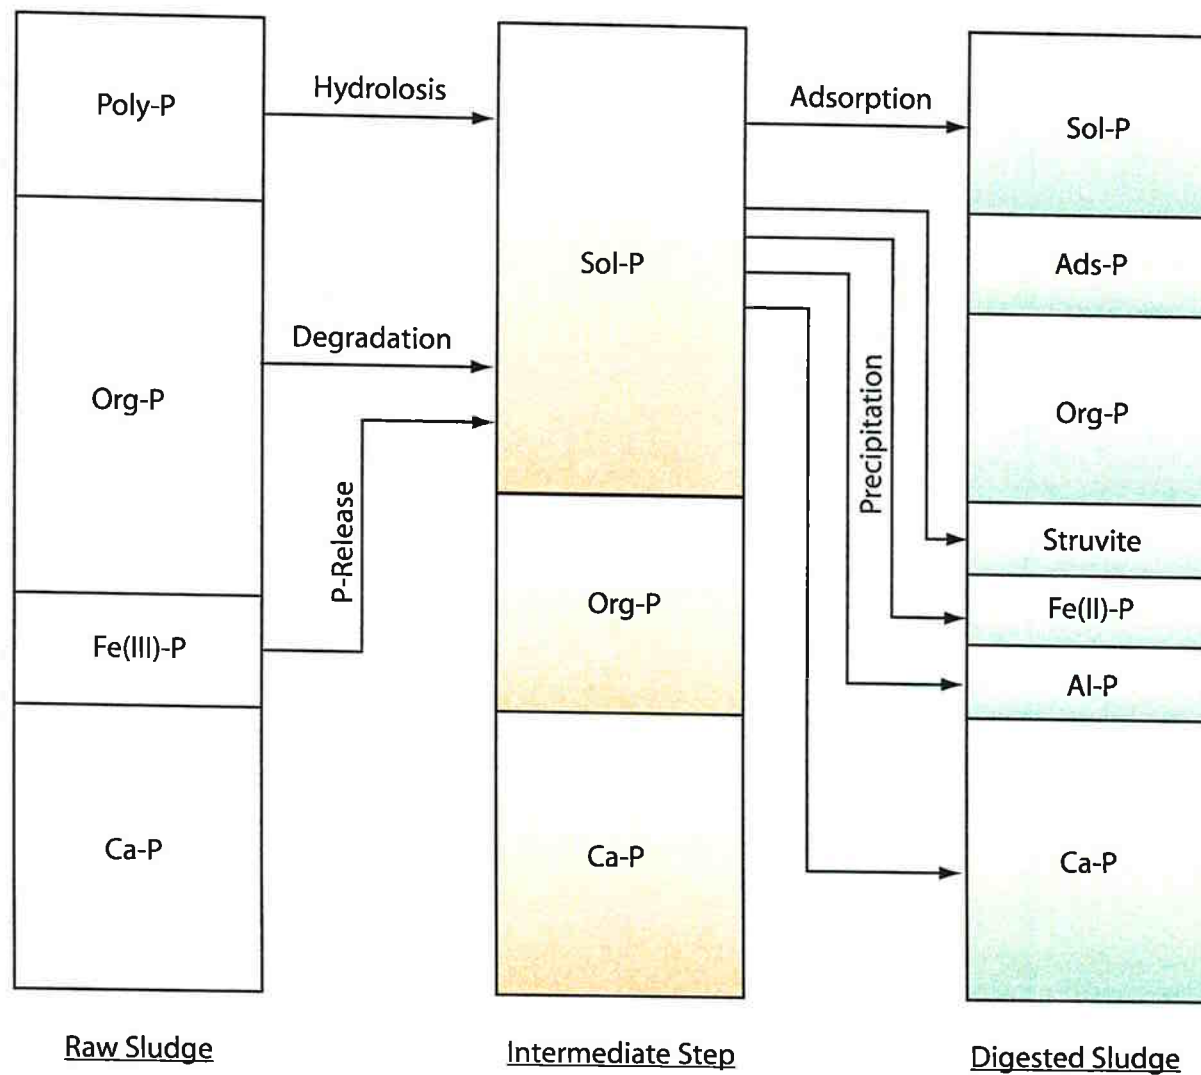 Poly-P
Org-P
Fe(III)-P
Ca-P
Raw Sludge
Hydrolosis
Degradation
P-Release
Sol-P
Org-P
Ca-P
Intermediate Step
Adsorption
Precipitation
Sol-P
Ads-P
Org-P
Struvite
Fe(II)-P
Al-P
Ca-P
Digested Sludge